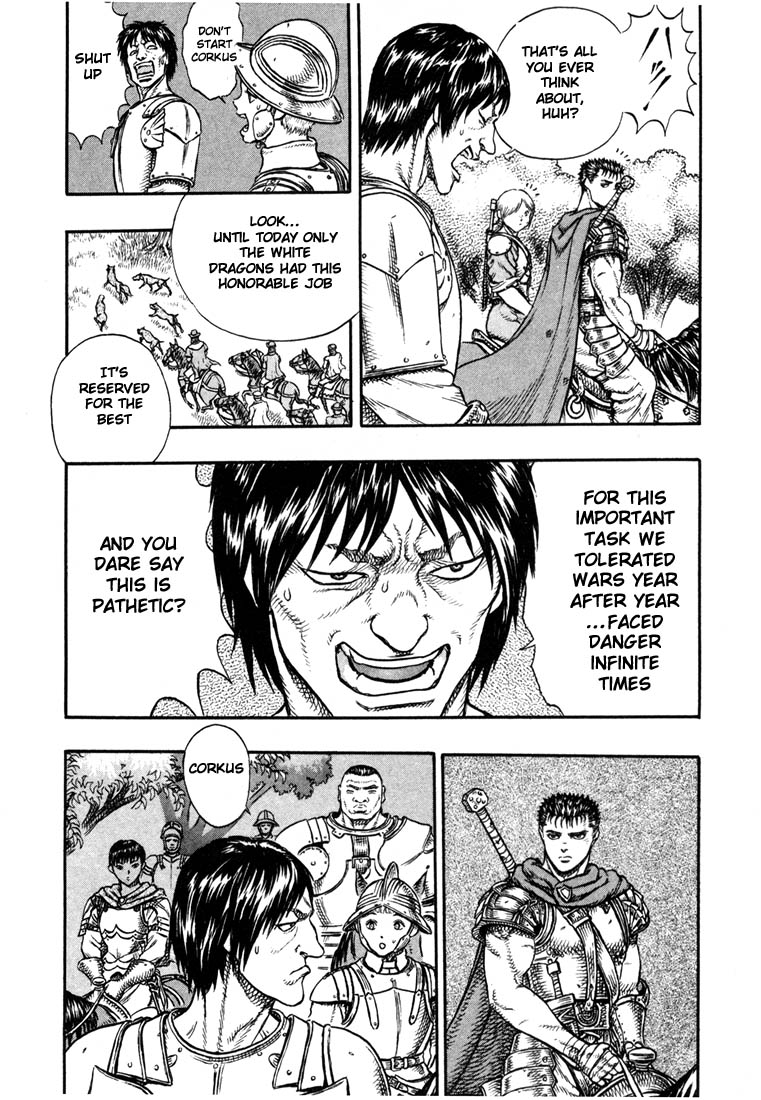 THAT'S ALL
YOU EVER
THINK
ABOUT,
HUH?
DON'T
START
CORKUS
SHUT
UP
LOOK...
UNTIL TODAY ONLY
THE WHITE
DRAGONS HAD THIS
HONORABLE JOB
IT'S
RESERVED
FOR THE
BEST
FOR THIS
IMPORTANT
TASK WE
TOLERATED
WARS YEAR
AFTER YEAR
...FACED
DANGER
INFINITE
TIMES
AND YOU
DARE SAY
THIS IS
PATHETIC?
CORKUS